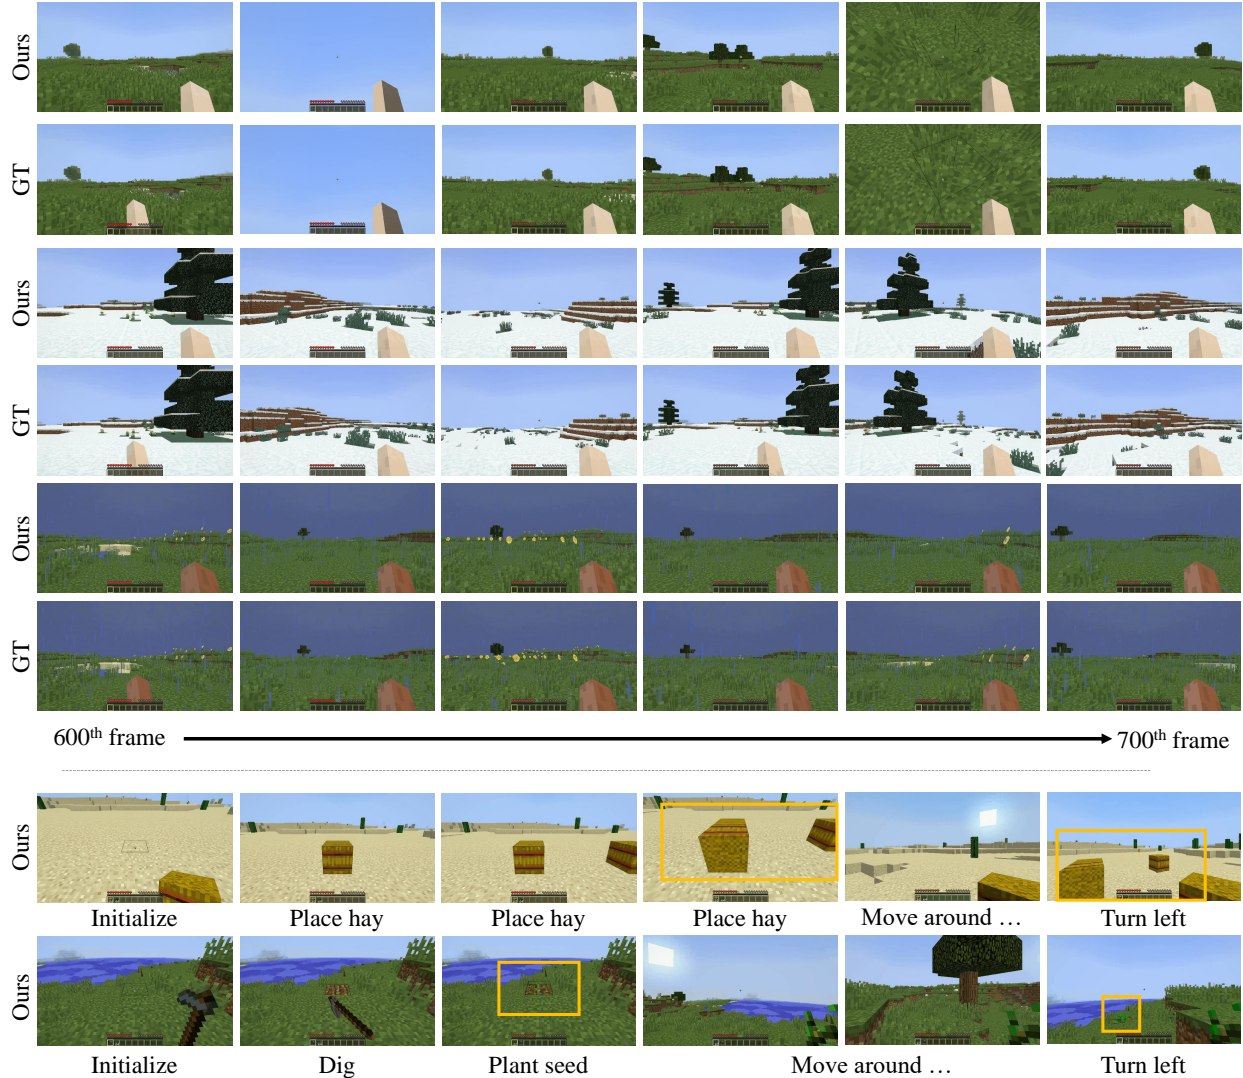 Ours
GT
Ours
GT
Ours
GT
600th frame 700th frame
Ours
Initialize Place hay Place hay Place hay Move around … Turn left
Ours
Initialize Dig Plant seed Move around … Turn left